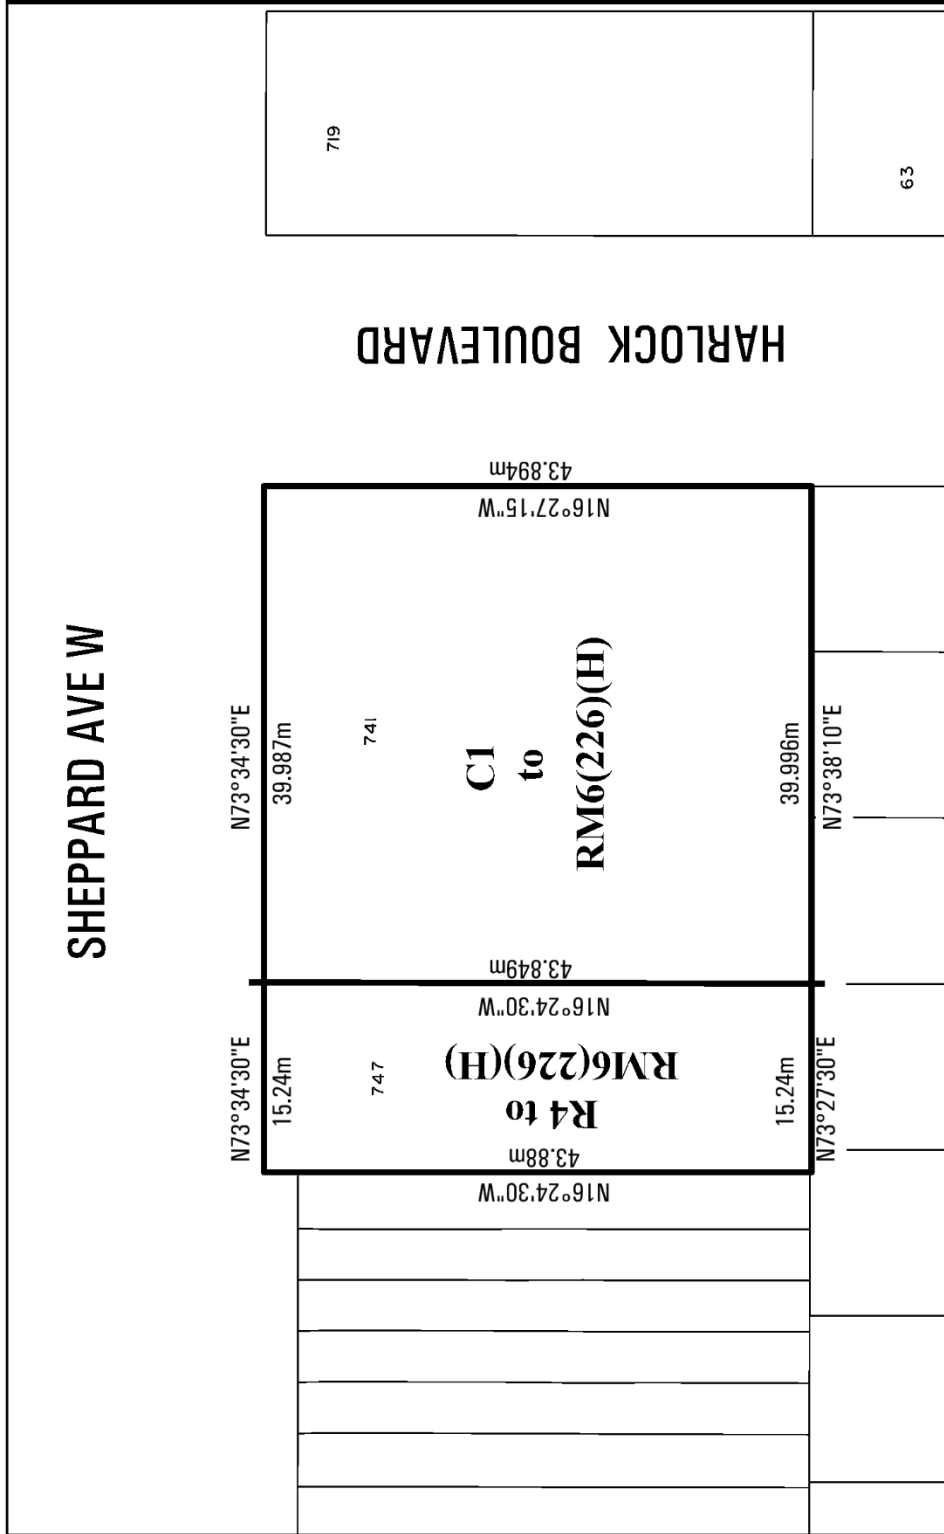 SHEPPARD AVE W
HARLOCK BOULEVARD
719
63
N73°34'30"E
39.987m
43.894m
N16°27'15"W
741
C1
to
RM6(226)(H)
39.996m
N73°38'10"E
43.849m
N16°24'30"W
N73°34'30"E
15.24m
747
R4 to
RM6(226)(H)
15.24m
N73°27'30"E
43.88m
N16°24'30"W